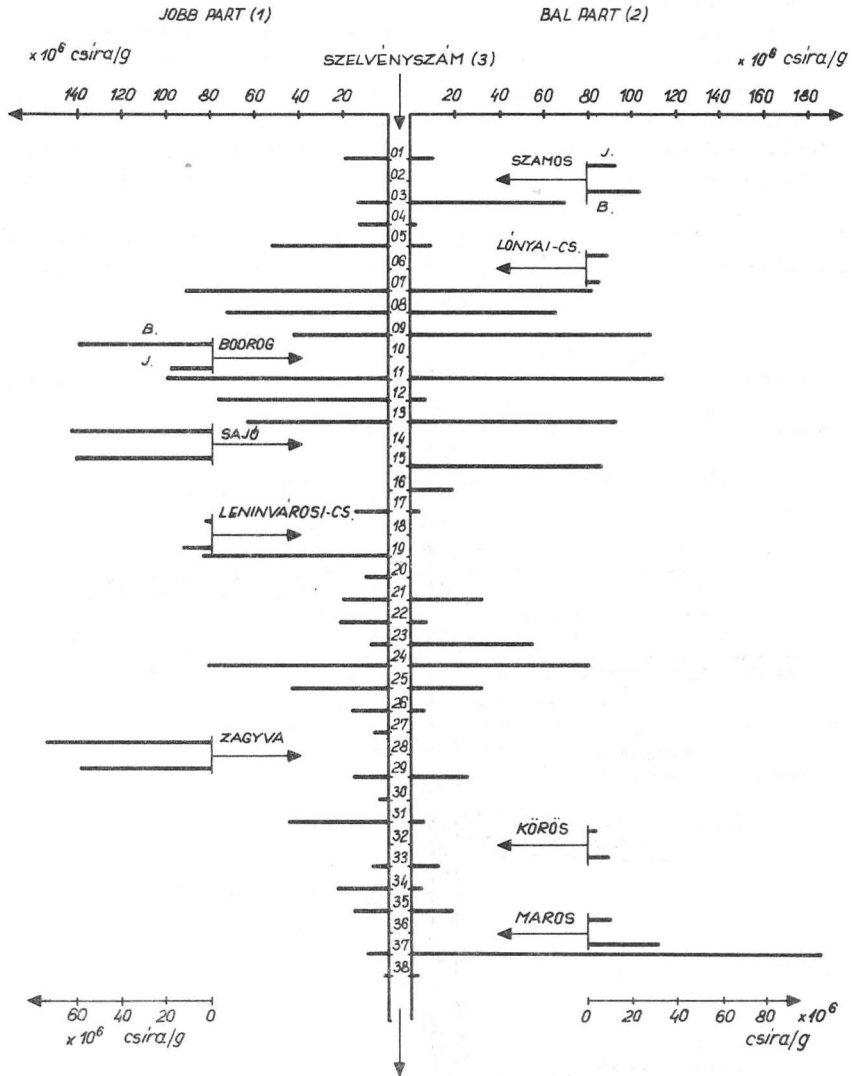 JOBB PART (1) BAL PART (2)
x10⁶ csíra/g SZELVÉNYSZÁM (3) x10⁶ csíra/g
140 120 100 80 60 40 20 20 40 60 80 100 120 140 160 180
01
SZAMOS J.
02
03
B.
04
05
LÓNYAI-CS.
06
07
08
09
B.
BODROG
10
J.
11
12
13
SAJÓ
14
15
16
17
LENINVÁROSI-CS.
18
19
20
21
22
23
24
25
26
27
ZAGYVA
28
29
30
31
KÖRÖS
32
33
34
35
MAROS
36
37
38
60 40 20 0 0 20 40 60 80 x10⁶
x10⁶ csíra/g csíra/g